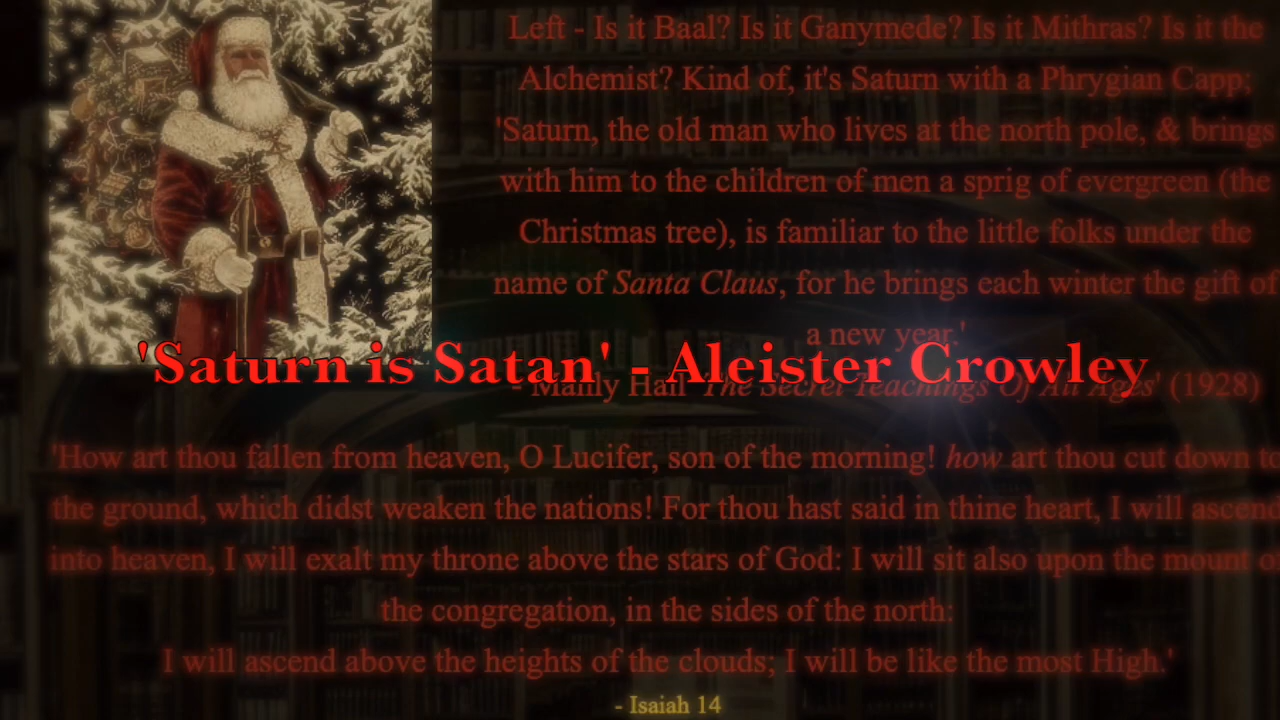 Left - Is it Baal? Is it Ganymede? Is it Mithras? Is it the
Alchemist? Kind of, it's Saturn with a Phrygian Capp;
'Saturn, the old man who lives at the north pole, & brings
with him to the children of men a sprig of evergreen (the
Christmas tree), is familiar to the little folks under the
name of Santa Claus, for he brings each winter the gift of
a new year.'
'Saturn is Satan' - Aleister Crowley
- Manly Hall 'The Secret Teachings Of All Ages' (1928)
'How art thou fallen from heaven, O Lucifer, son of the morning! how art thou cut down to
the ground, which didst weaken the nations! For thou hast said in thine heart, I will ascend
into heaven, I will exalt my throne above the stars of God: I will sit also upon the mount of
the congregation, in the sides of the north:
I will ascend above the heights of the clouds; I will be like the most High.'
- Isaiah 14